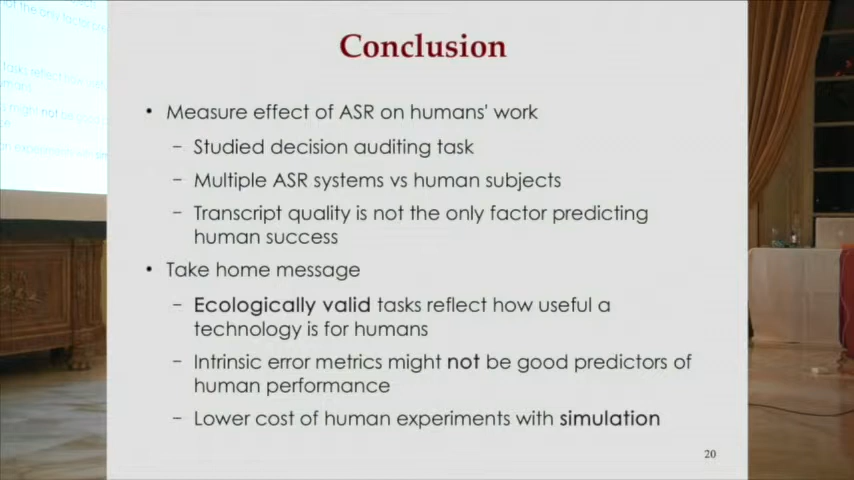 Conclusion
• Measure effect of ASR on humans' work
– Studied decision auditing task
– Multiple ASR systems vs human subjects
– Transcript quality is not the only factor predicting
human success
• Take home message
– Ecologically valid tasks reflect how useful a
technology is for humans
– Intrinsic error metrics might not be good predictors of
human performance
– Lower cost of human experiments with simulation
20